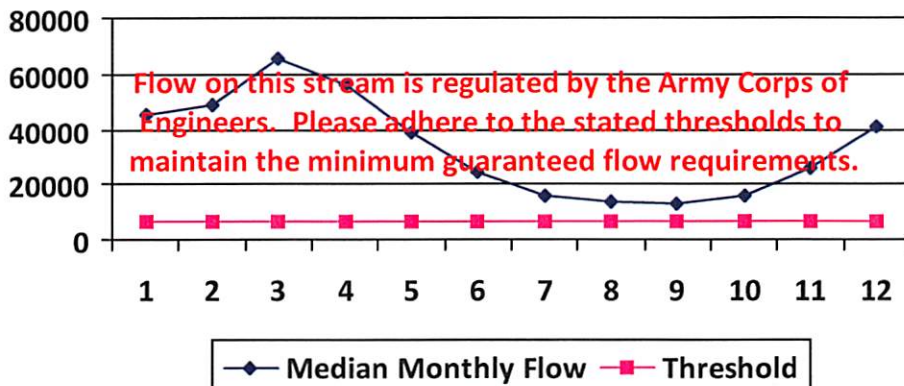 80000
60000
40000
20000
0
Flow on this stream is regulated by the Army Corps of
Engineers. Please adhere to the stated thresholds to
maintain the minimum guaranteed flow requirements.
1 2 3 4 5 6 7 8 9 10 11 12
Median Monthly Flow Threshold